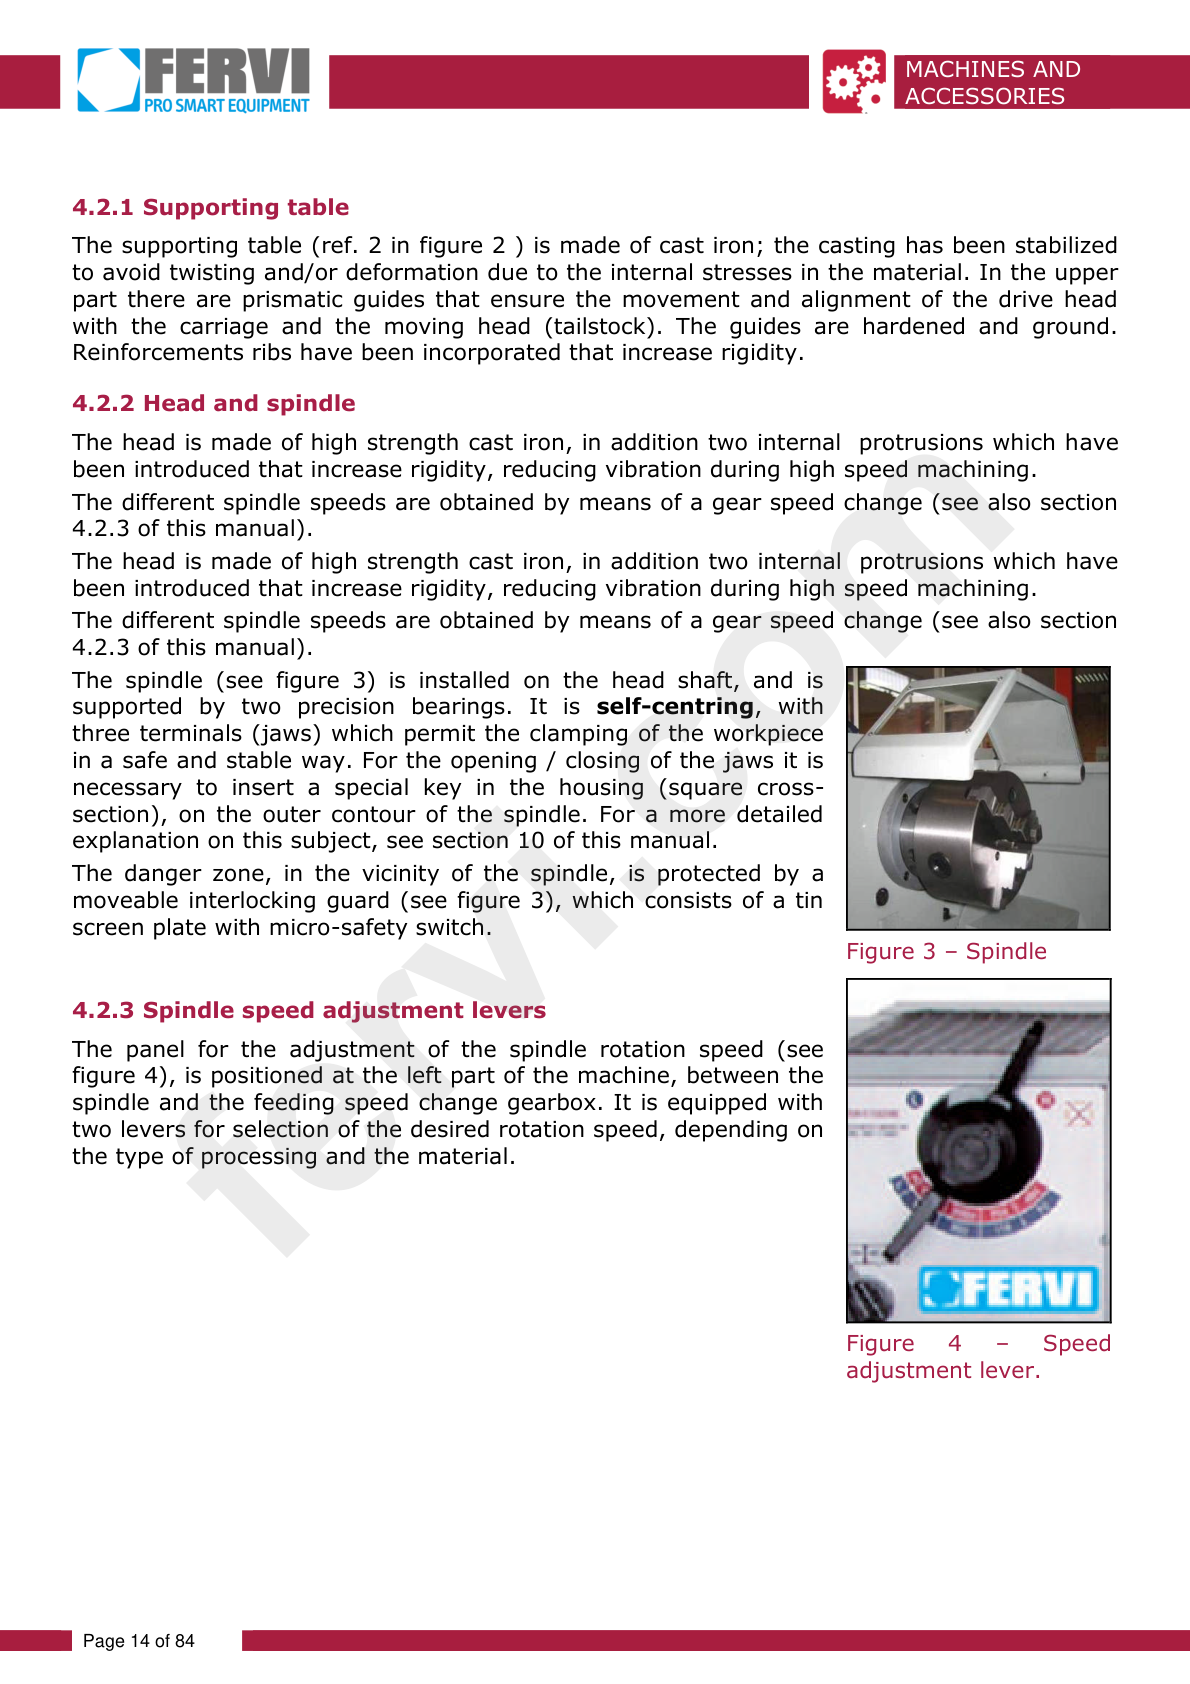 FERVI
PRO SMART EQUIPMENT
MACHINES AND
ACCESSORIES
4.2.1 Supporting table
The supporting table (ref. 2 in figure 2 ) is made of cast iron; the casting has been stabilized
to avoid twisting and/or deformation due to the internal stresses in the material. In the upper
part there are prismatic guides that ensure the movement and alignment of the drive head
with the carriage and the moving head (tailstock). The guides are hardened and ground.
Reinforcements ribs have been incorporated that increase rigidity.
4.2.2 Head and spindle
The head is made of high strength cast iron, in addition two internal  protrusions which have
been introduced that increase rigidity, reducing vibration during high speed machining.
The different spindle speeds are obtained by means of a gear speed change (see also section
4.2.3 of this manual).
The head is made of high strength cast iron, in addition two internal  protrusions which have
been introduced that increase rigidity, reducing vibration during high speed machining.
The different spindle speeds are obtained by means of a gear speed change (see also section
4.2.3 of this manual).
The spindle (see figure 3) is installed on the head shaft, and is
supported by two precision bearings. It is self-centring, with
three terminals (jaws) which permit the clamping of the workpiece
in a safe and stable way. For the opening / closing of the jaws it is
necessary to insert a special key in the housing (square cross-
section), on the outer contour of the spindle. For a more detailed
explanation on this subject, see section 10 of this manual.
The danger zone, in the vicinity of the spindle, is protected by a
moveable interlocking guard (see figure 3), which consists of a tin
screen plate with micro-safety switch.
Figure 3 – Spindle
4.2.3 Spindle speed adjustment levers
The panel for the adjustment of the spindle rotation speed (see
figure 4), is positioned at the left part of the machine, between the
spindle and the feeding speed change gearbox. It is equipped with
two levers for selection of the desired rotation speed, depending on
the type of processing and the material.
FERVI
Figure 4 – Speed
adjustment lever.
fervi.com
Page 14 of 84